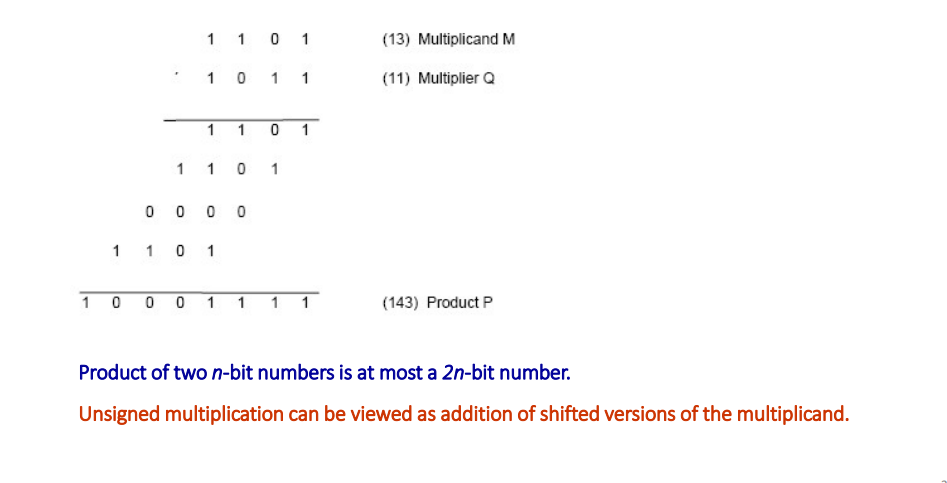 1 1 0 1 (13) Multiplicand M
1 0 1 1 (11) Multiplier Q
1 1 0 1
1 1 0 1
0 0 0 0
1 1 0 1
1 0 0 0 1 1 1 1 (143) Product P
Product of two n-bit numbers is at most a 2n-bit number.
Unsigned multiplication can be viewed as addition of shifted versions of the multiplicand.